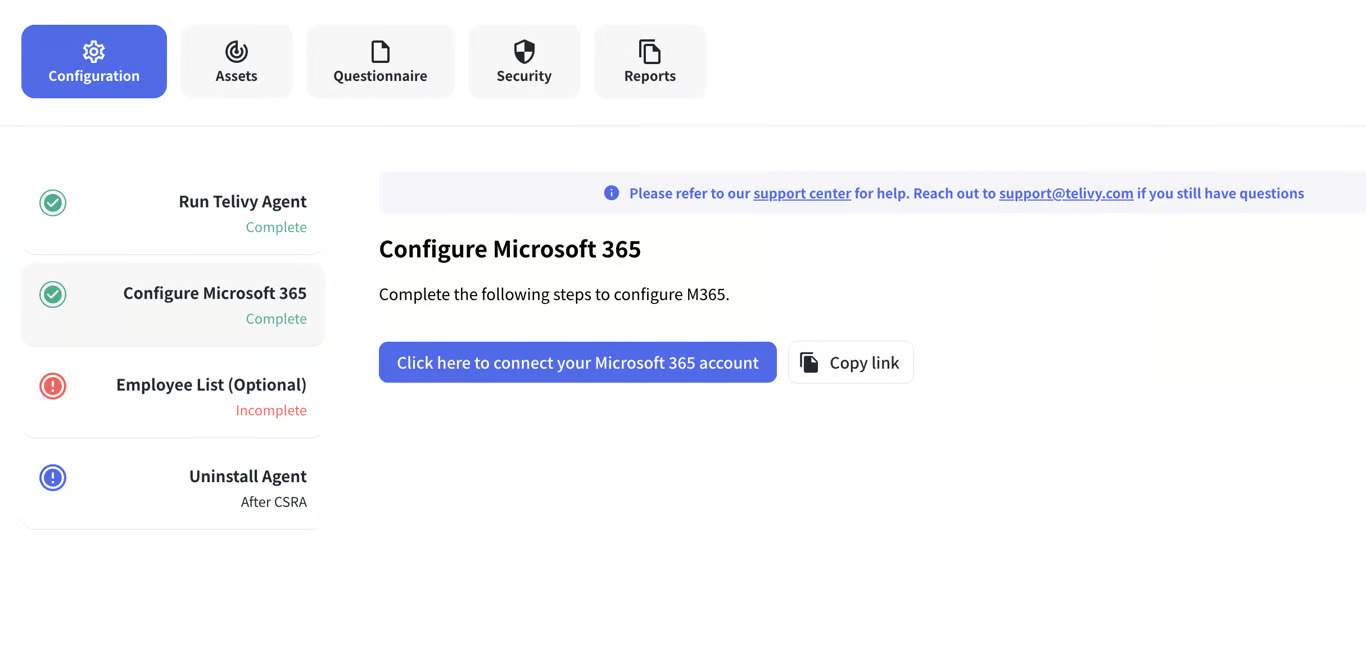 Configuration
Assets
Questionnaire
Security
Reports
Run Telivy Agent
Complete
Configure Microsoft 365
Complete
Employee List (Optional)
Incomplete
Uninstall Agent
After CSRA
Please refer to our support center for help. Reach out to support@telivy.com if you still have questions
Configure Microsoft 365
Complete the following steps to configure M365.
Click here to connect your Microsoft 365 account
Copy link